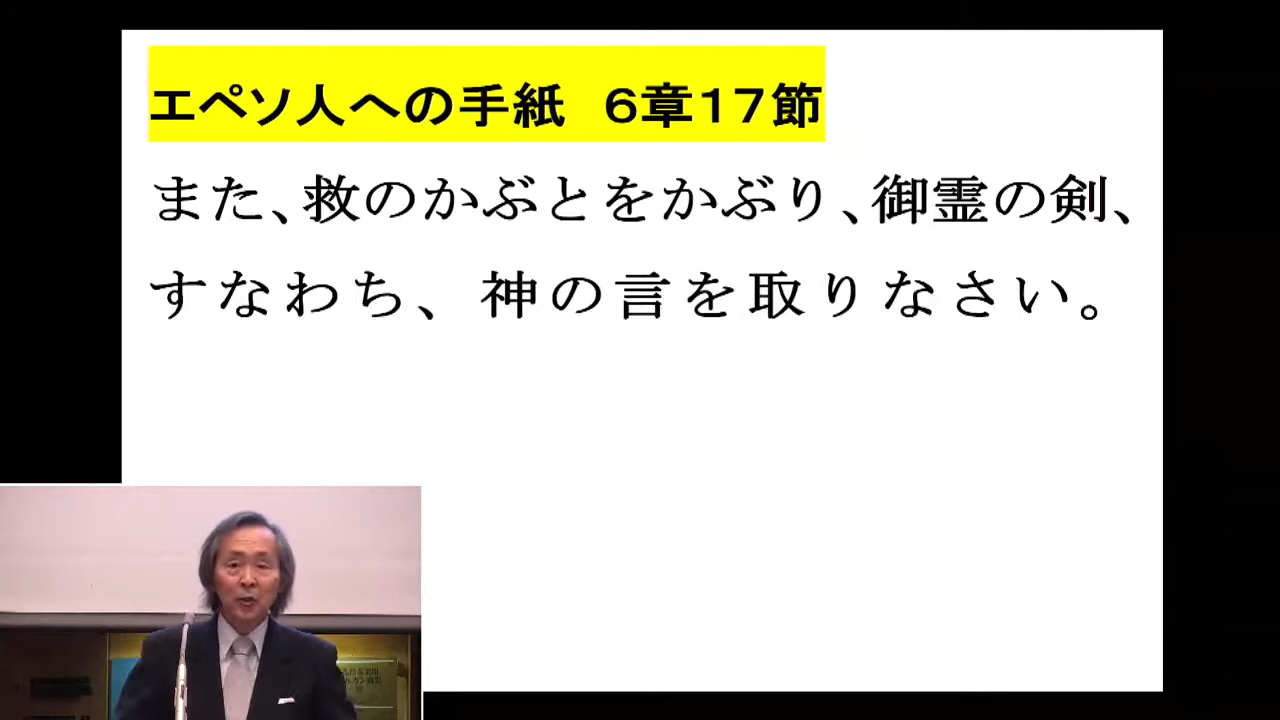 エペソ人への手紙　６章１７節
また、救のかぶとをかぶり、御霊の剣、
すなわち、神の言を取りなさい。